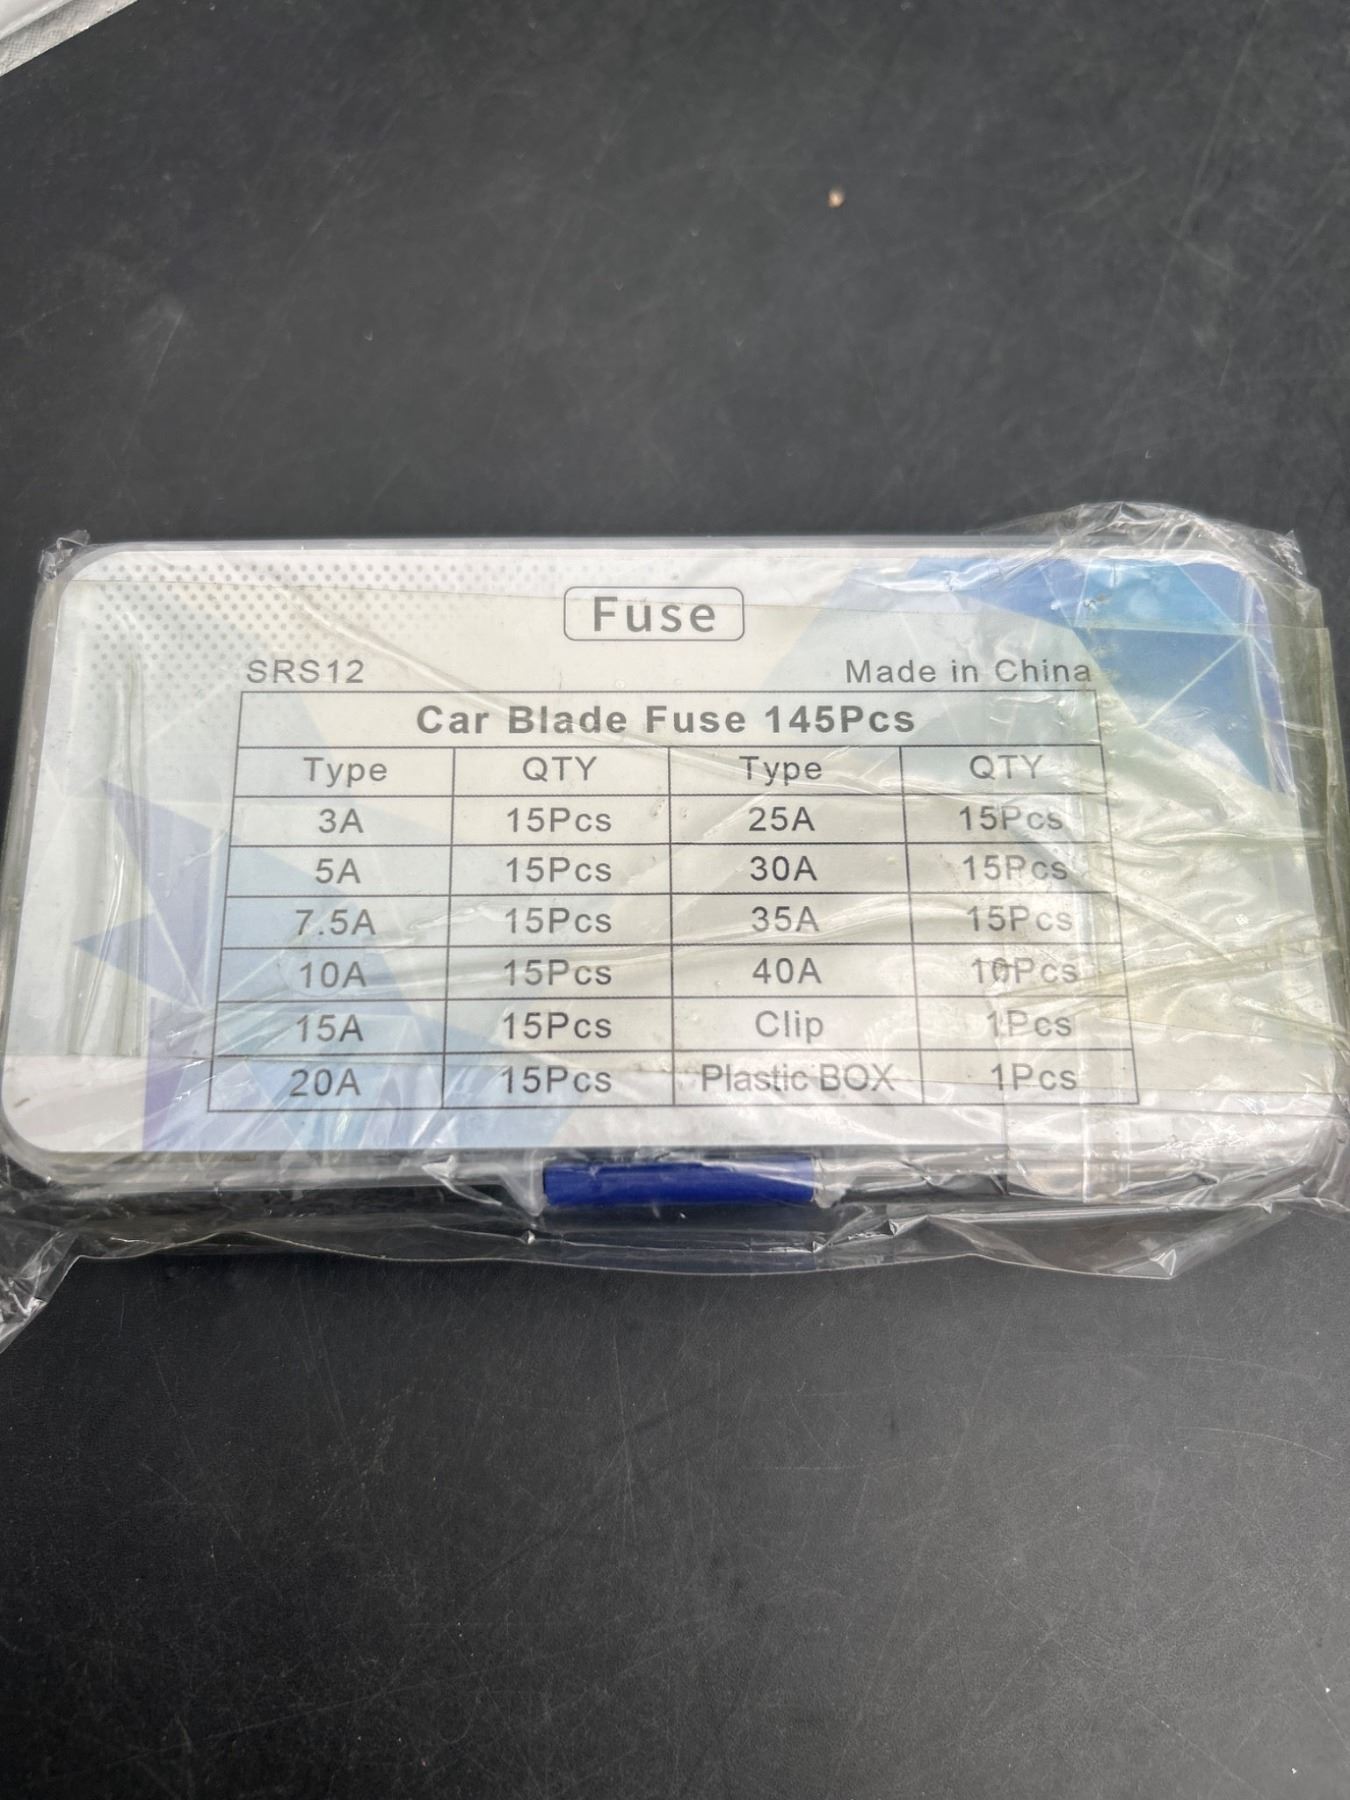 Fuse
SRS12 Made in China
Car Blade Fuse 145Pcs
Type QTY Type QTY
3A 15Pcs 25A 15Pcs
5A 15Pcs 30A 15Pcs
7.5A 15Pcs 35A 15Pcs
10A 15Pcs 40A 10Pcs
15A 15Pcs Clip 1Pcs
20A 15Pcs Plastic BOX 1Pcs